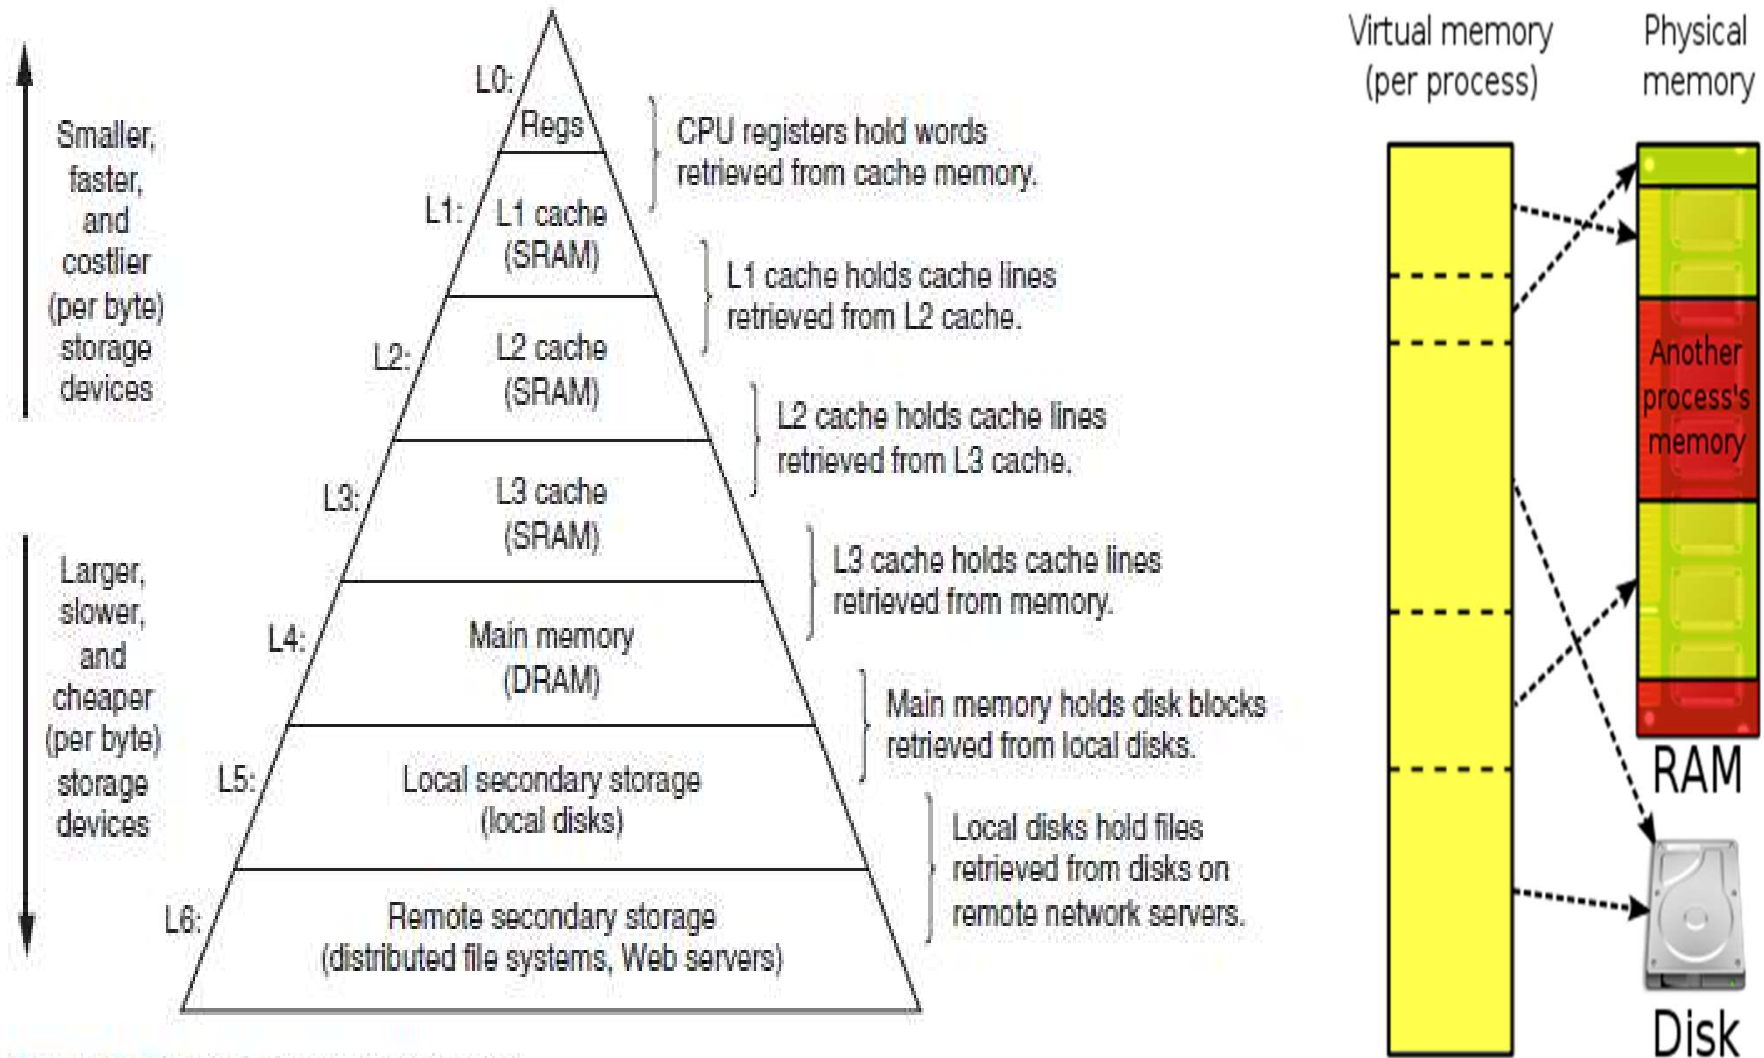 Smaller,
faster,
and
costlier
(per byte)
storage
devices
Larger,
slower,
and
cheaper
(per byte)
storage
devices
L0:
Regs
CPU registers hold words
retrieved from cache memory.
L1:
L1 cache
(SRAM)
L1 cache holds cache lines
retrieved from L2 cache.
L2:
L2 cache
(SRAM)
L2 cache holds cache lines
retrieved from L3 cache.
L3:
L3 cache
(SRAM)
L3 cache holds cache lines
retrieved from memory.
L4:
Main memory
(DRAM)
Main memory holds disk blocks
retrieved from local disks.
L5:
Local secondary storage
(local disks)
Local disks hold files
retrieved from disks on
remote network servers.
L6:
Remote secondary storage
(distributed file systems, Web servers)
Virtual memory
(per process)
Physical
memory
Another
process's
memory
RAM
Disk